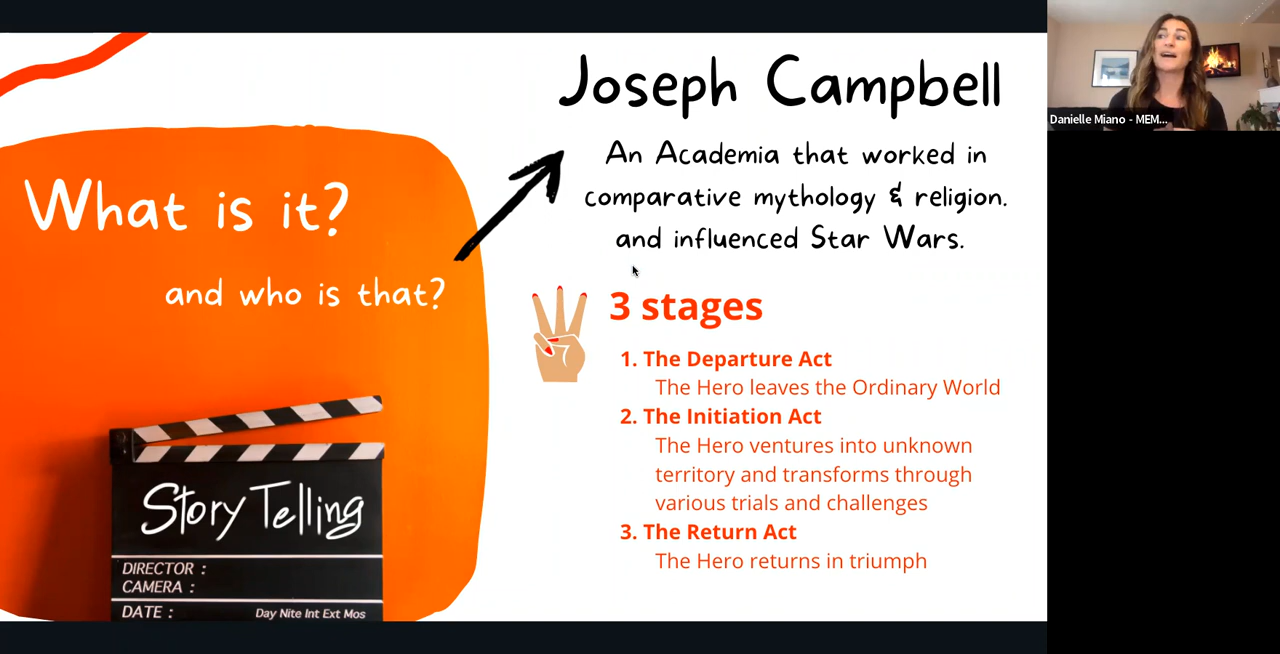 What is it?
and who is that?
Story Telling
DIRECTOR :
CAMERA :
DATE :
Day Nite Int Ext Mos
Joseph Campbell
An Academia that worked in
comparative mythology & religion.
and influenced Star Wars.
3 stages
1. The Departure Act
The Hero leaves the Ordinary World
2. The Initiation Act
The Hero ventures into unknown
territory and transforms through
various trials and challenges
3. The Return Act
The Hero returns in triumph
Danielle Miano - MEM...